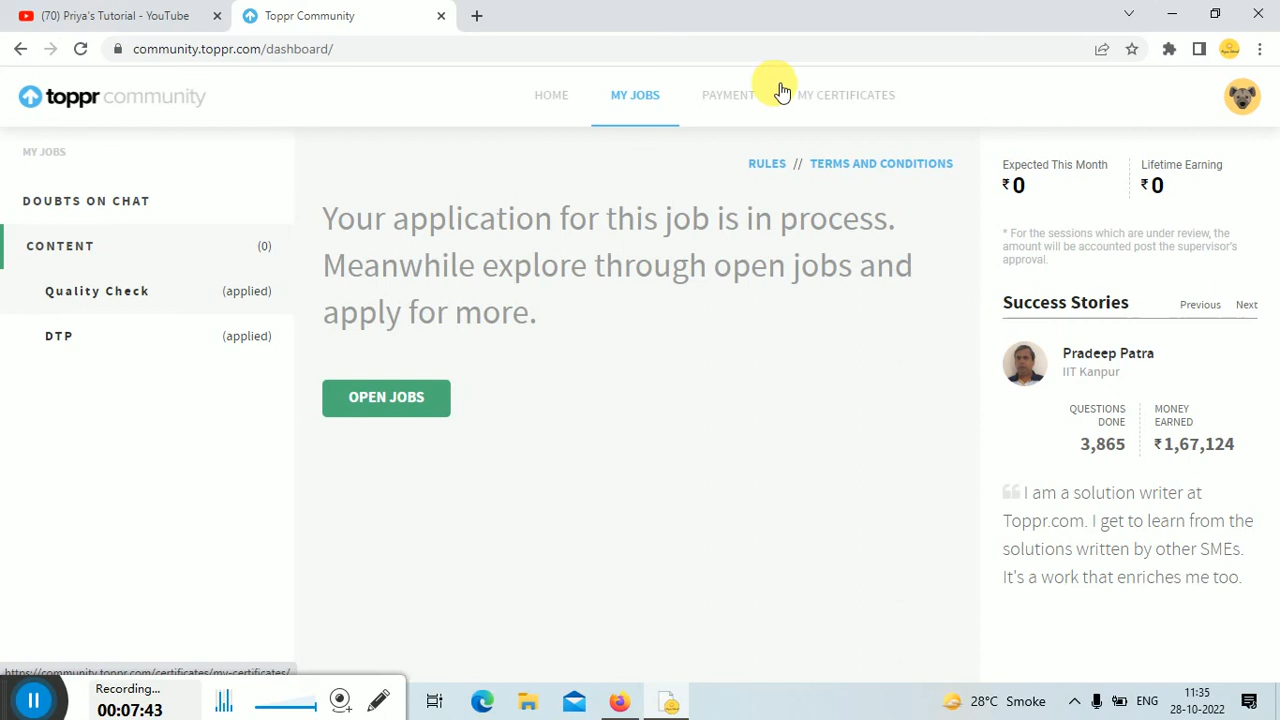 (70) Priya's Tutorial - YouTube
Toppr Community
community.toppr.com/dashboard/
toppr community
HOME
MY JOBS
PAYMENT
MY CERTIFICATES
MY JOBS
DOUBTS ON CHAT
CONTENT (0)
Quality Check (applied)
DTP (applied)
RULES // TERMS AND CONDITIONS
Your application for this job is in process.
Meanwhile explore through open jobs and
apply for more.
OPEN JOBS
Expected This Month
₹0
Lifetime Earning
₹0
* For the sessions which are under review, the
amount will be accounted post the supervisor's
approval.
Success Stories
Previous
Next
Pradeep Patra
IIT Kanpur
QUESTIONS
DONE
3,865
MONEY
EARNED
₹1,67,124
I am a solution writer at
Toppr.com. I get to learn from the
solutions written by other SMEs.
It's a work that enriches me too.
https://community.toppr.com/certificates/my-certificates/
Recording...
00:07:43
28°C Smoke
ENG
11:35
28-10-2022